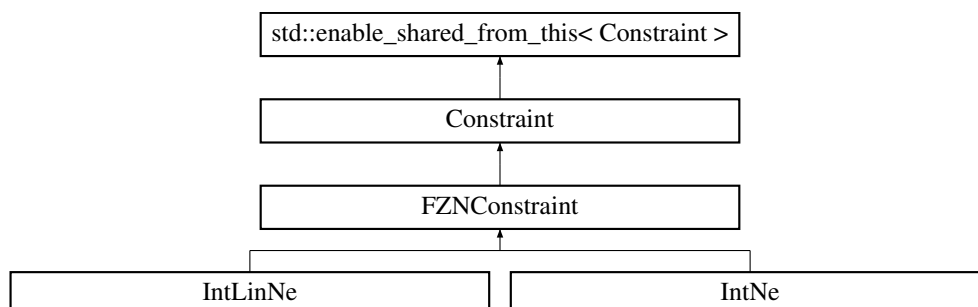 std::enable_shared_from_this< Constraint >
Constraint
FZNConstraint
IntLinNe
IntNe